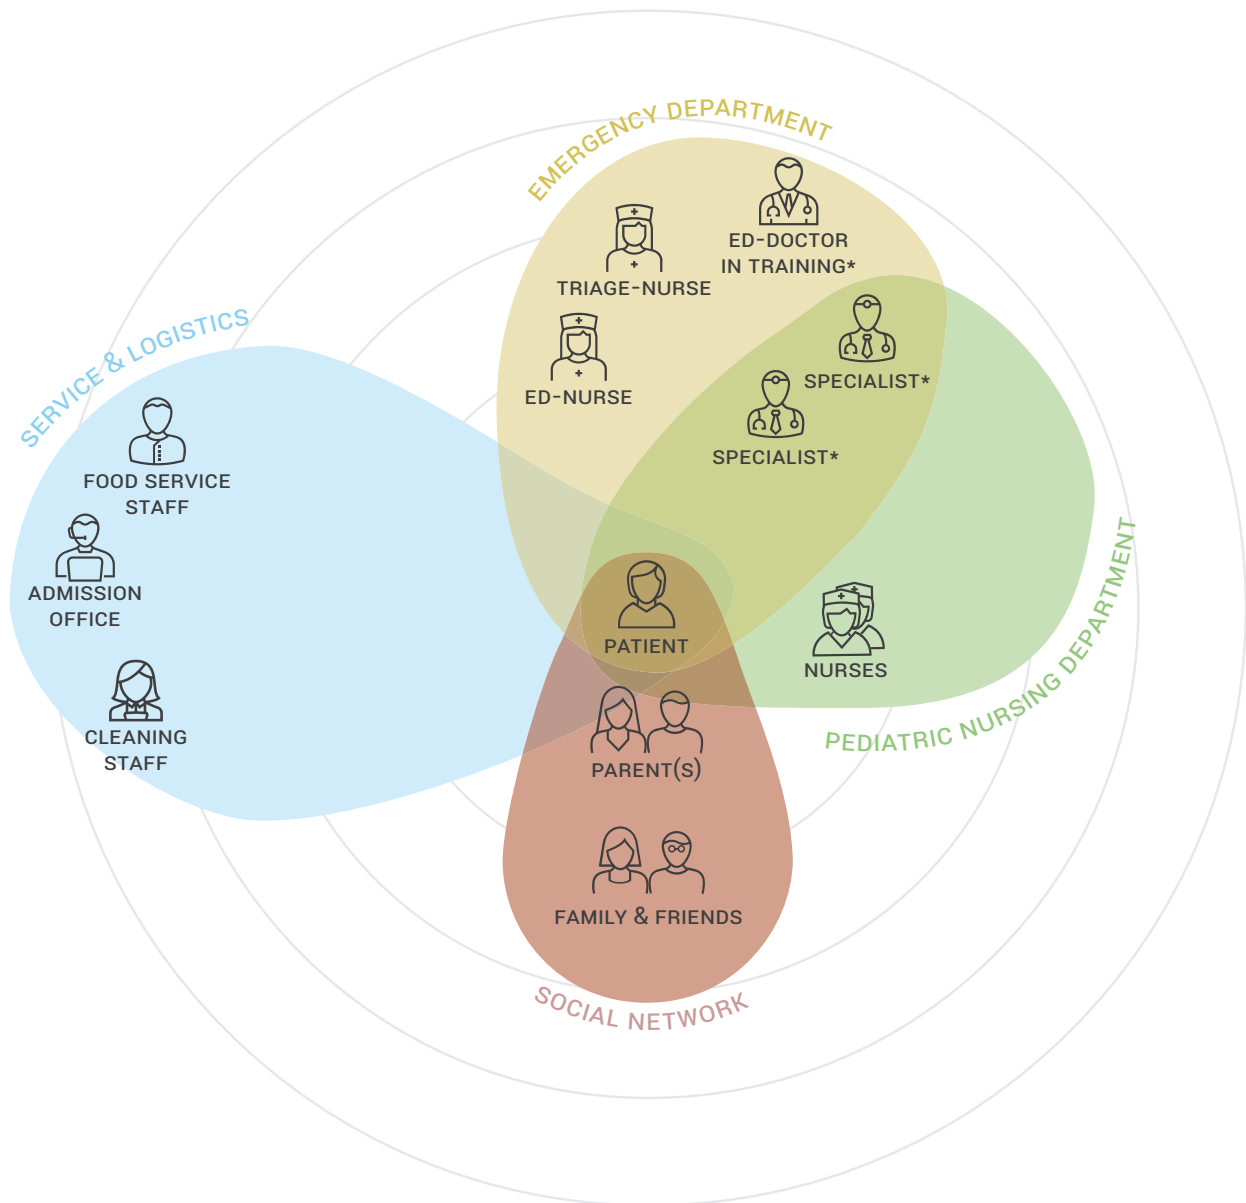 EMERGENCY DEPARTMENT
ED-DOCTOR
IN TRAINING*
TRIAGE-NURSE
ED-NURSE
SPECIALIST*
SPECIALIST*
SERVICE & LOGISTICS
FOOD SERVICE
STAFF
ADMISSION
OFFICE
CLEANING
STAFF
PATIENT
NURSES
PEDIATRIC NURSING DEPARTMENT
PARENT(S)
FAMILY & FRIENDS
SOCIAL NETWORK